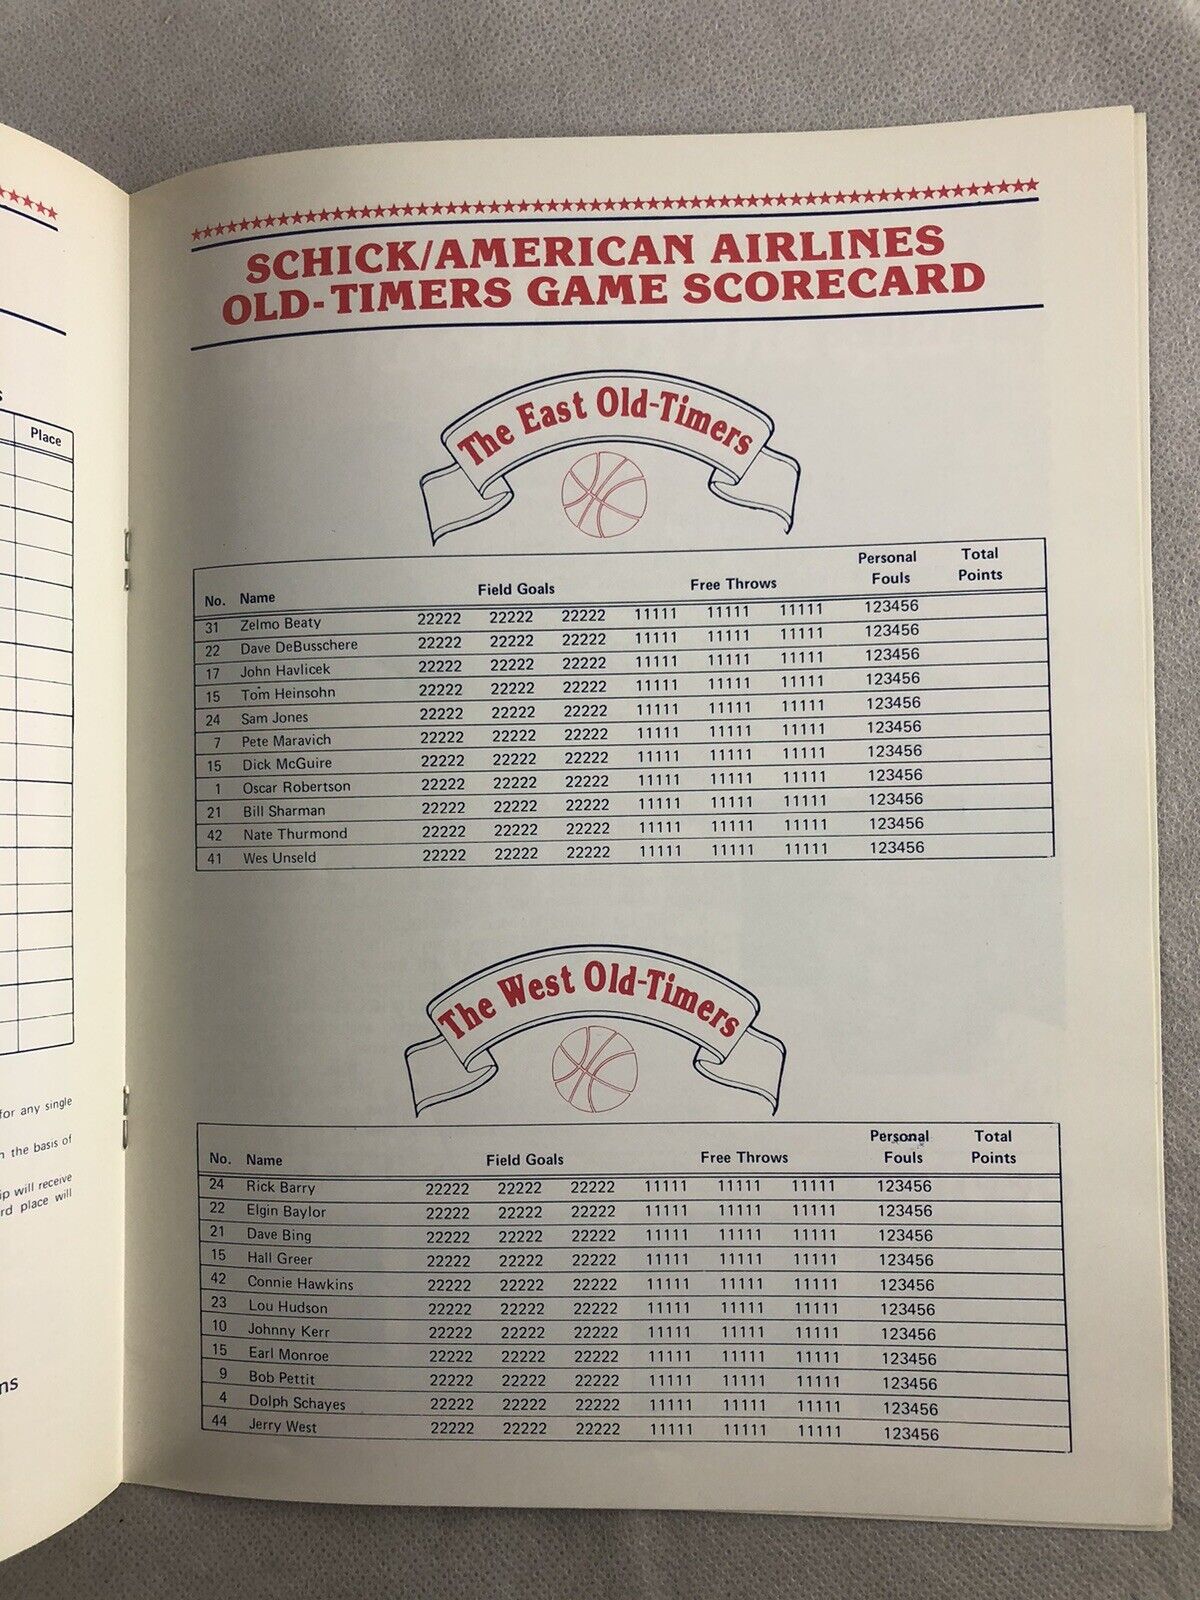 Place
for any single
the basis of
ip will receive
rd place will
ns
SCHICK/AMERICAN AIRLINES
OLD-TIMERS GAME SCORECARD
The East Old-Timers
No. Name Field Goals Free Throws Personal Fouls Total Points
31 Zelmo Beaty 22222 22222 22222 11111 11111 11111 123456
22 Dave DeBusschere 22222 22222 22222 11111 11111 11111 123456
17 John Havlicek 22222 22222 22222 11111 11111 11111 123456
15 Tom Heinsohn 22222 22222 22222 11111 11111 11111 123456
24 Sam Jones 22222 22222 22222 11111 11111 11111 123456
7 Pete Maravich 22222 22222 22222 11111 11111 11111 123456
15 Dick McGuire 22222 22222 22222 11111 11111 11111 123456
1 Oscar Robertson 22222 22222 22222 11111 11111 11111 123456
21 Bill Sharman 22222 22222 22222 11111 11111 11111 123456
42 Nate Thurmond 22222 22222 22222 11111 11111 11111 123456
41 Wes Unseld 22222 22222 22222 11111 11111 11111 123456
The West Old-Timers
No. Name Field Goals Free Throws Personal Fouls Total Points
24 Rick Barry 22222 22222 22222 11111 11111 11111 123456
22 Elgin Baylor 22222 22222 22222 11111 11111 11111 123456
21 Dave Bing 22222 22222 22222 11111 11111 11111 123456
15 Hall Greer 22222 22222 22222 11111 11111 11111 123456
42 Connie Hawkins 22222 22222 22222 11111 11111 11111 123456
23 Lou Hudson 22222 22222 22222 11111 11111 11111 123456
10 Johnny Kerr 22222 22222 22222 11111 11111 11111 123456
15 Earl Monroe 22222 22222 22222 11111 11111 11111 123456
9 Bob Pettit 22222 22222 22222 11111 11111 11111 123456
4 Dolph Schayes 22222 22222 22222 11111 11111 11111 123456
44 Jerry West 22222 22222 22222 11111 11111 11111 123456